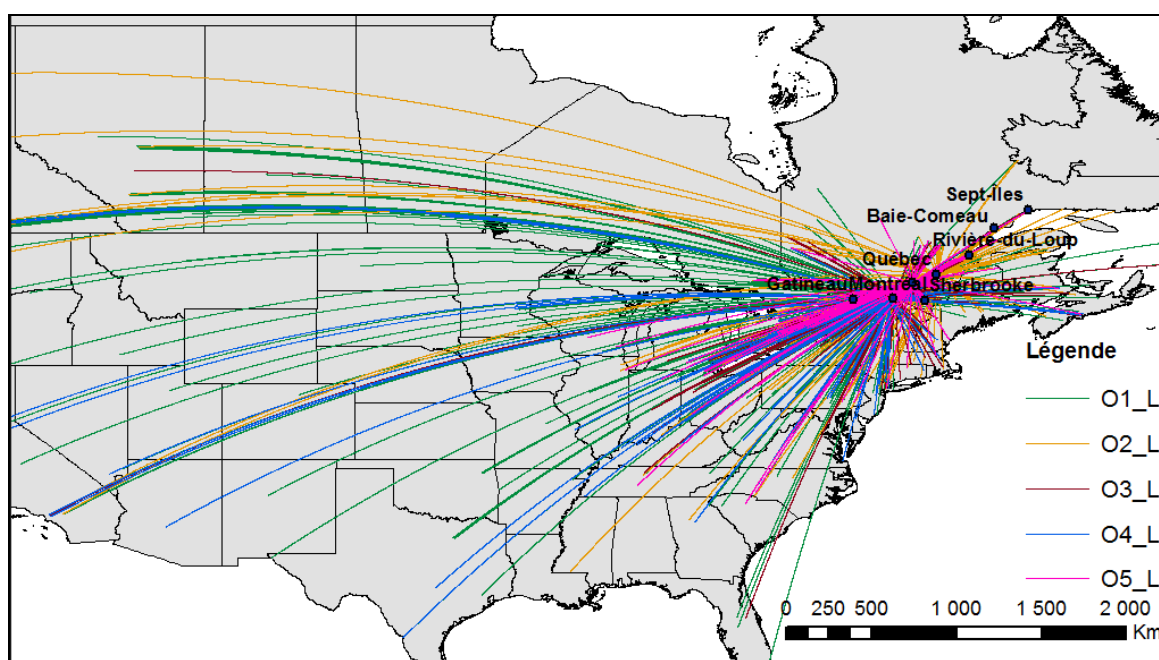 Sept-Iles
Baie-Comeau
Rivière-du-Loup
Québec
Gatineau
Montréal
Sherbrooke
Légende
O1_L
O2_L
O3_L
O4_L
O5_L
0 250 500 1 000 1 500 2 000
Km